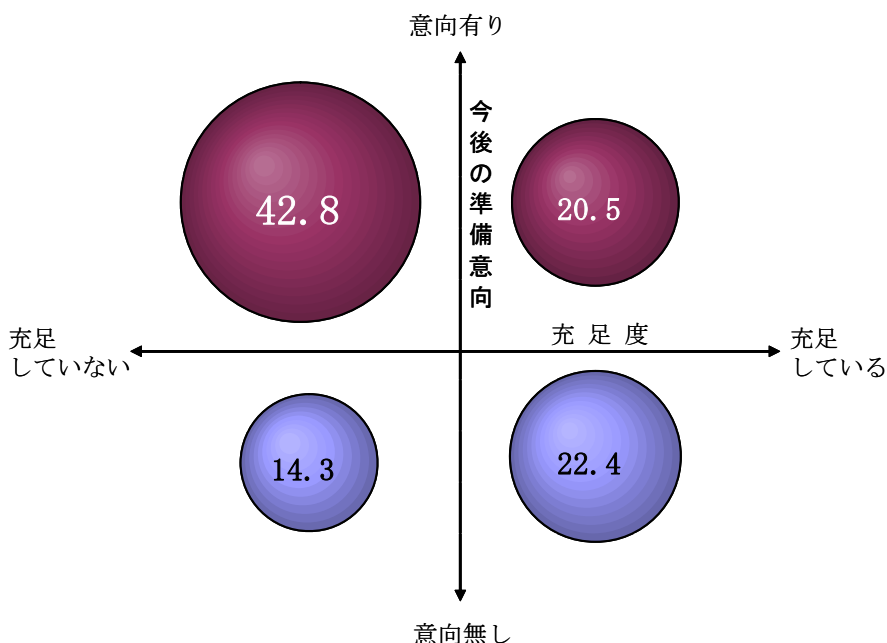 意向有り
今後の準備意向
42.8
20.5
充足度
充足
していない
充足
している
14.3
22.4
意向無し